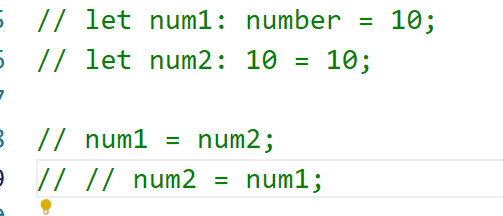 // let num1: number = 10;
// let num2: 10 = 10;
// num1 = num2;
// // num2 = num1;